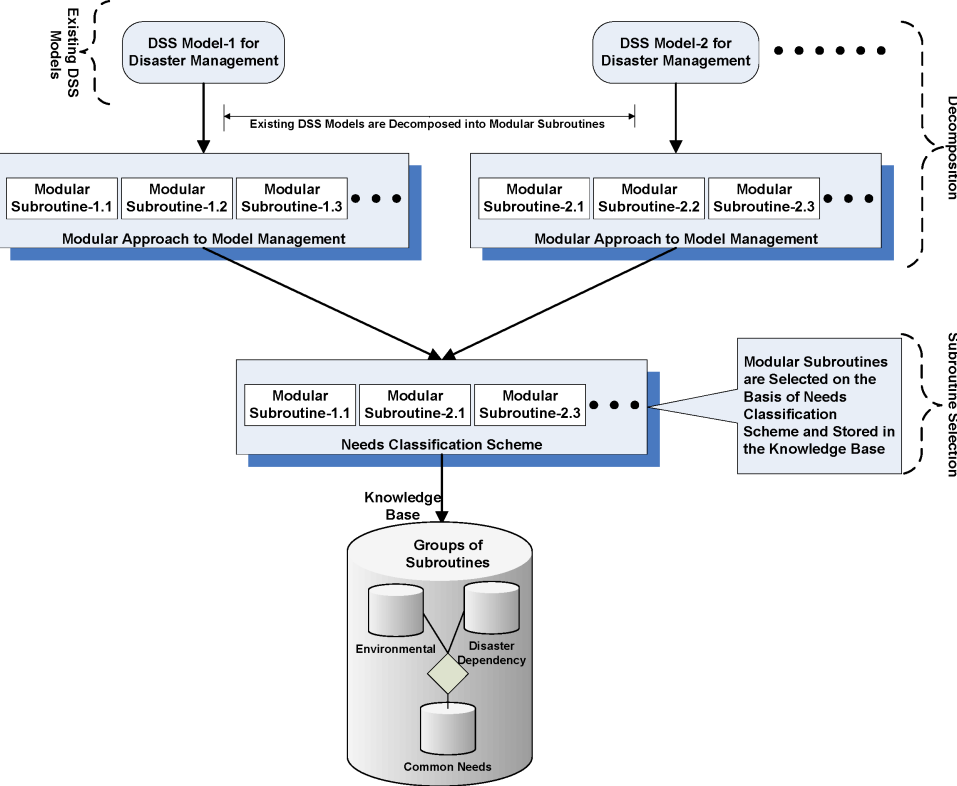 Existing DSS
Models
DSS Model-1 for
Disaster Management
DSS Model-2 for
Disaster Management
Existing DSS Models are Decomposed into Modular Subroutines
Decomposition
Modular
Subroutine-1.1
Modular
Subroutine-1.2
Modular
Subroutine-1.3
Modular Approach to Model Management
Modular
Subroutine-2.1
Modular
Subroutine-2.2
Modular
Subroutine-2.3
Modular Approach to Model Management
Modular
Subroutine-1.1
Modular
Subroutine-2.1
Modular
Subroutine-2.3
Needs Classification Scheme
Modular Subroutines
are Selected on the
Basis of Needs
Classification
Scheme and Stored in
the Knowledge Base
Subroutine Selection
Knowledge
Base
Groups of
Subroutines
Environmental
Disaster
Dependency
Common Needs